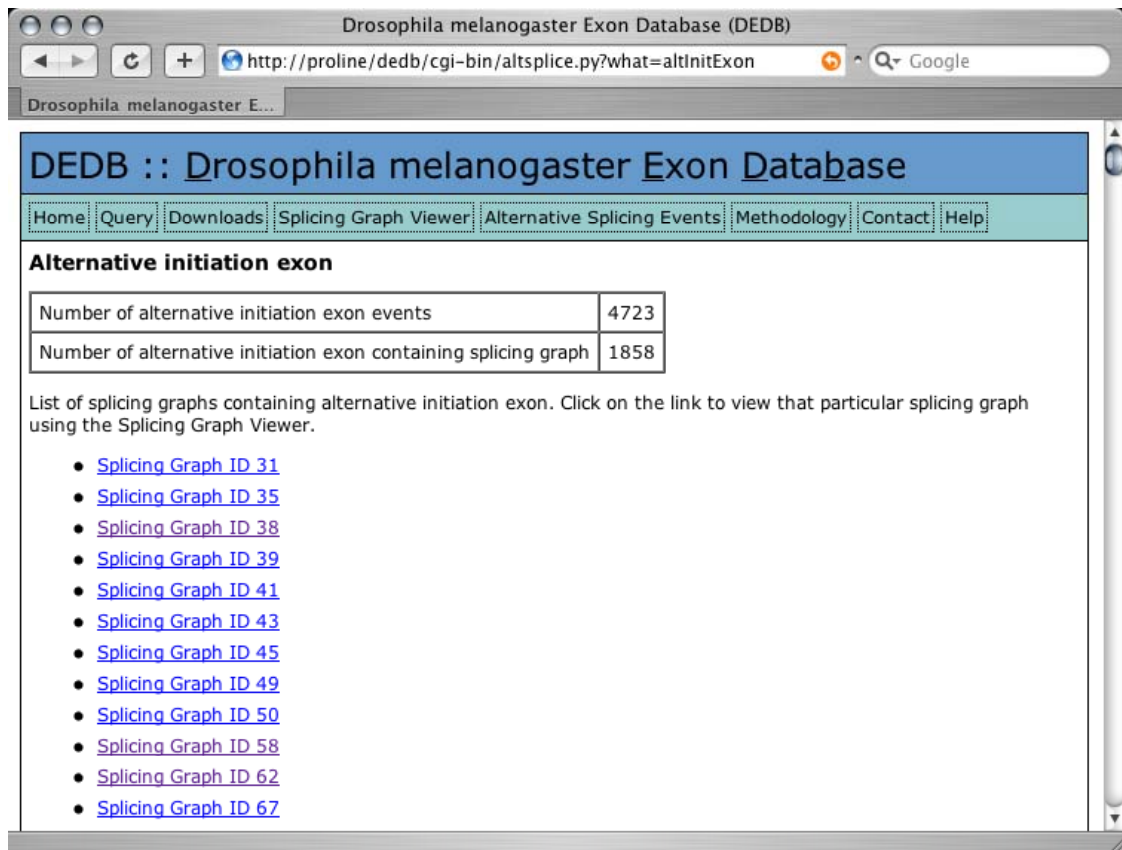 Drosophila melanogaster Exon Database (DEDB)
http://proline/dedb/cgi-bin/altsplice.py?what=altInitExon
Google
Drosophila melanogaster E...
DEDB :: Drosophila melanogaster Exon Database
Home Query Downloads Splicing Graph Viewer Alternative Splicing Events Methodology Contact Help
Alternative initiation exon
Number of alternative initiation exon events 4723
Number of alternative initiation exon containing splicing graph 1858
List of splicing graphs containing alternative initiation exon. Click on the link to view that particular splicing graph
using the Splicing Graph Viewer.
• Splicing Graph ID 31
• Splicing Graph ID 35
• Splicing Graph ID 38
• Splicing Graph ID 39
• Splicing Graph ID 41
• Splicing Graph ID 43
• Splicing Graph ID 45
• Splicing Graph ID 49
• Splicing Graph ID 50
• Splicing Graph ID 58
• Splicing Graph ID 62
• Splicing Graph ID 67